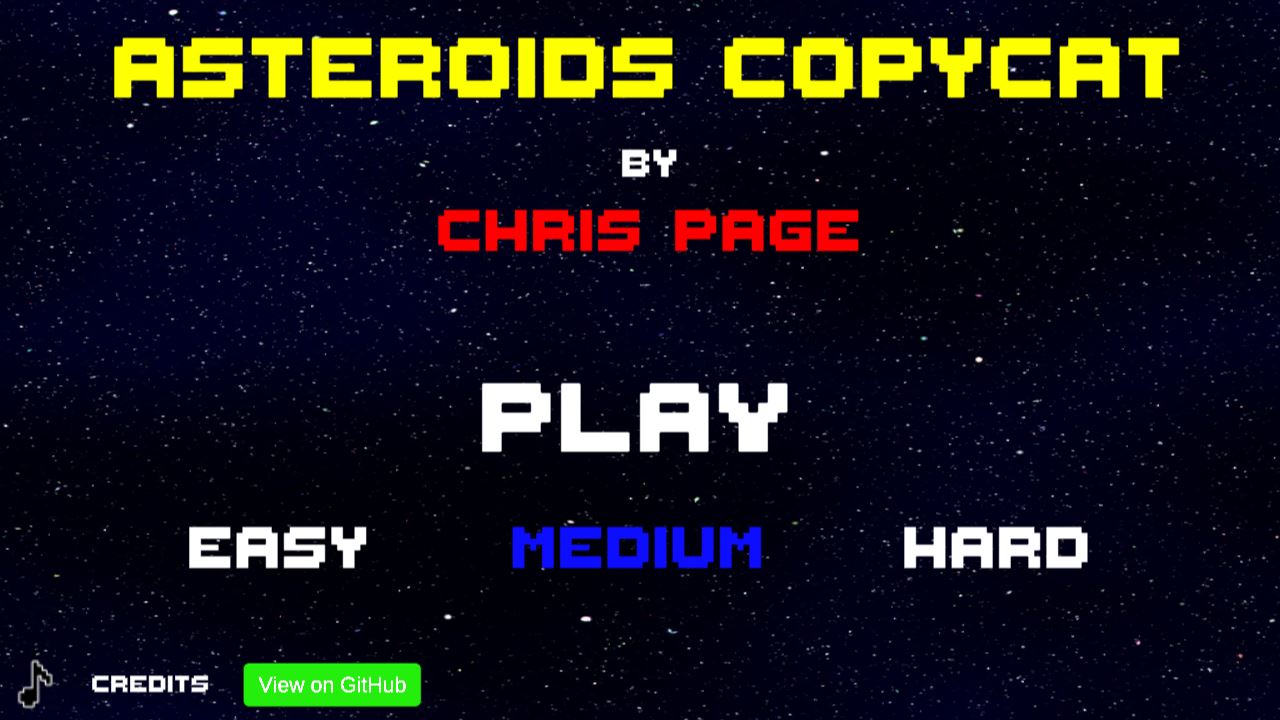 ASTEROIDS COPYCAT
BY
CHRIS PAGE
PLAY
EASY MEDIUM HARD
CREDITS View on GitHub